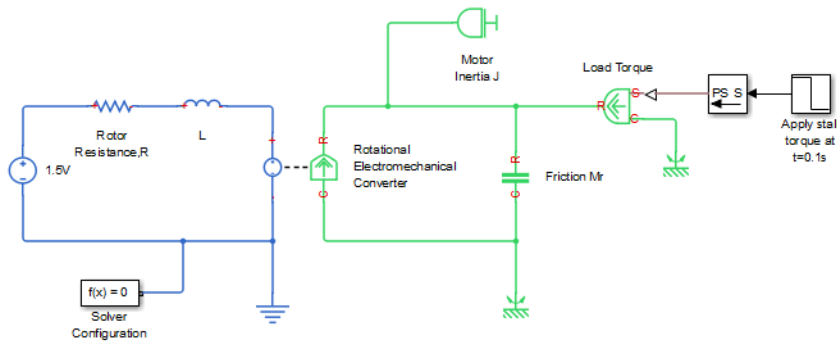 Motor
Inertia J
Load Torque
S
R
C
PS S
Apply stal
torque at
t=0.1s
Rotor
Resistance,R
L
+
1.5V
R
C
Rotational
Electromechanical
Converter
R
C
Friction Mr
f(x) = 0
Solver
Configuration